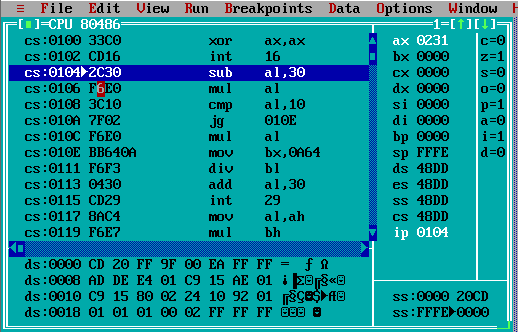 ≡ File Edit View Run Breakpoints Data Options Window H
[■]=CPU 80486 1=[↑][↓]
cs:0100 33C0 xor ax,ax ax 0231 c=0
cs:0102 CD16 int 16 bx 0000 z=1
cs:0104▶2C30 sub al,30 cx 0000 s=0
cs:0106 F6E0 mul al dx 0000 o=0
cs:0108 3C10 cmp al,10 si 0000 p=1
cs:010A 7F02 jg 010E di 0000 a=0
cs:010C F6E0 mul al bp 0000 i=1
cs:010E BB640A mov bx,0A64 sp FFFE d=0
cs:0111 F6F3 div bl ds 48DD
cs:0113 0430 add al,30 es 48DD
cs:0115 CD29 int 29 ss 48DD
cs:0117 8AC4 mov al,ah cs 48DD
cs:0119 F6E7 mul bh ip 0104
ds:0000 CD 20 FF 9F 00 EA FF FF = ƒ Ω
ds:0008 AD DE E4 01 C9 15 AE 01 ¡▐Σ☺╔§«☺
ds:0010 C9 15 80 02 24 10 92 01 ╔§Ç☻$►Æ☺ ss:0000 20CD
ds:0018 01 01 01 00 02 FF FF FF ☺☺☺ ☻ ss:FFFE▶0000